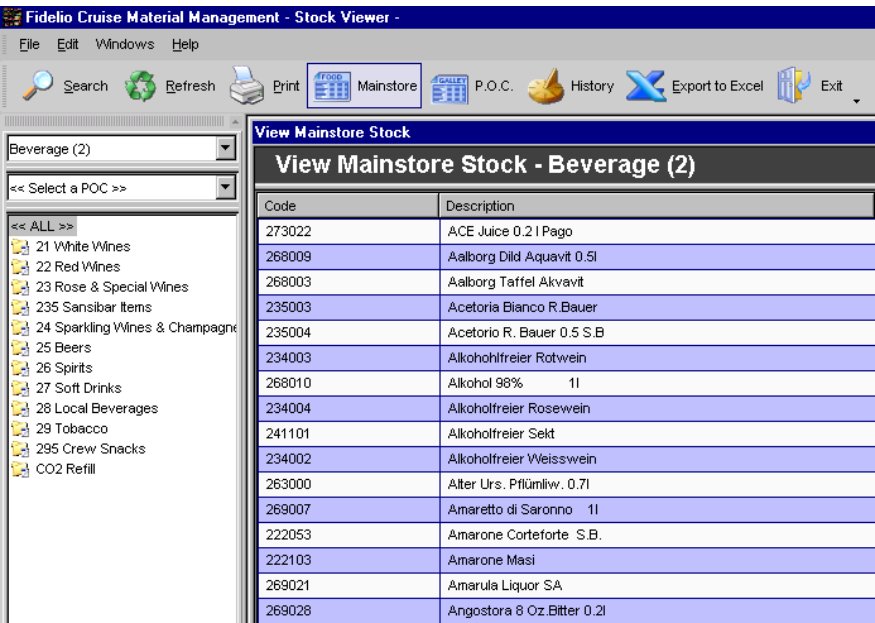 Fidelio Cruise Material Management - Stock Viewer -
File Edit Windows Help
Search Refresh Print FOOD Mainstore GALLEY P.O.C. History Export to Excel Exit
Beverage (2)
<< Select a POC >>
<< ALL >>
21 White Wines
22 Red Wines
23 Rose & Special Wines
235 Sansibar Items
24 Sparkling Wines & Champagne
25 Beers
26 Spirits
27 Soft Drinks
28 Local Beverages
29 Tobacco
295 Crew Snacks
CO2 Refill
View Mainstore Stock
View Mainstore Stock - Beverage (2)
Code Description
273022 ACE Juice 0.2 l Pago
268009 Aalborg Dild Aquavit 0.5l
268003 Aalborg Taffel Akvavit
235003 Acetoria Bianco R.Bauer
235004 Acetorio R. Bauer 0.5 S.B
234003 Alkohohlfreier Rotwein
268010 Alkohol 98% 1l
234004 Alkoholfreier Rosewein
241101 Alkoholfreier Sekt
234002 Alkoholfreier Weisswein
263000 Alter Urs. Pflümliw. 0.7l
269007 Amaretto di Saronno 1l
222053 Amarone Corteforte S.B.
222103 Amarone Masi
269021 Amarula Liquor SA
269028 Angostora 8 Oz.Bitter 0.2l